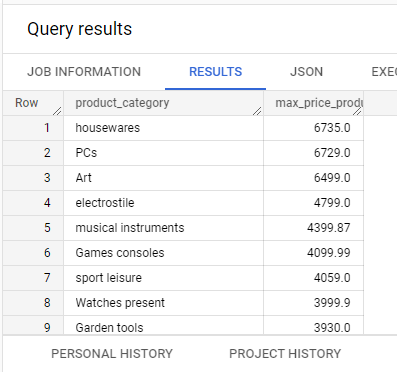 Query results
JOB INFORMATION RESULTS JSON EXEC
Row product_category max_price_produ
1 housewares 6735.0
2 PCs 6729.0
3 Art 6499.0
4 electrostile 4799.0
5 musical instruments 4399.87
6 Games consoles 4099.99
7 sport leisure 4059.0
8 Watches present 3999.9
9 Garden tools 3930.0
PERSONAL HISTORY PROJECT HISTORY